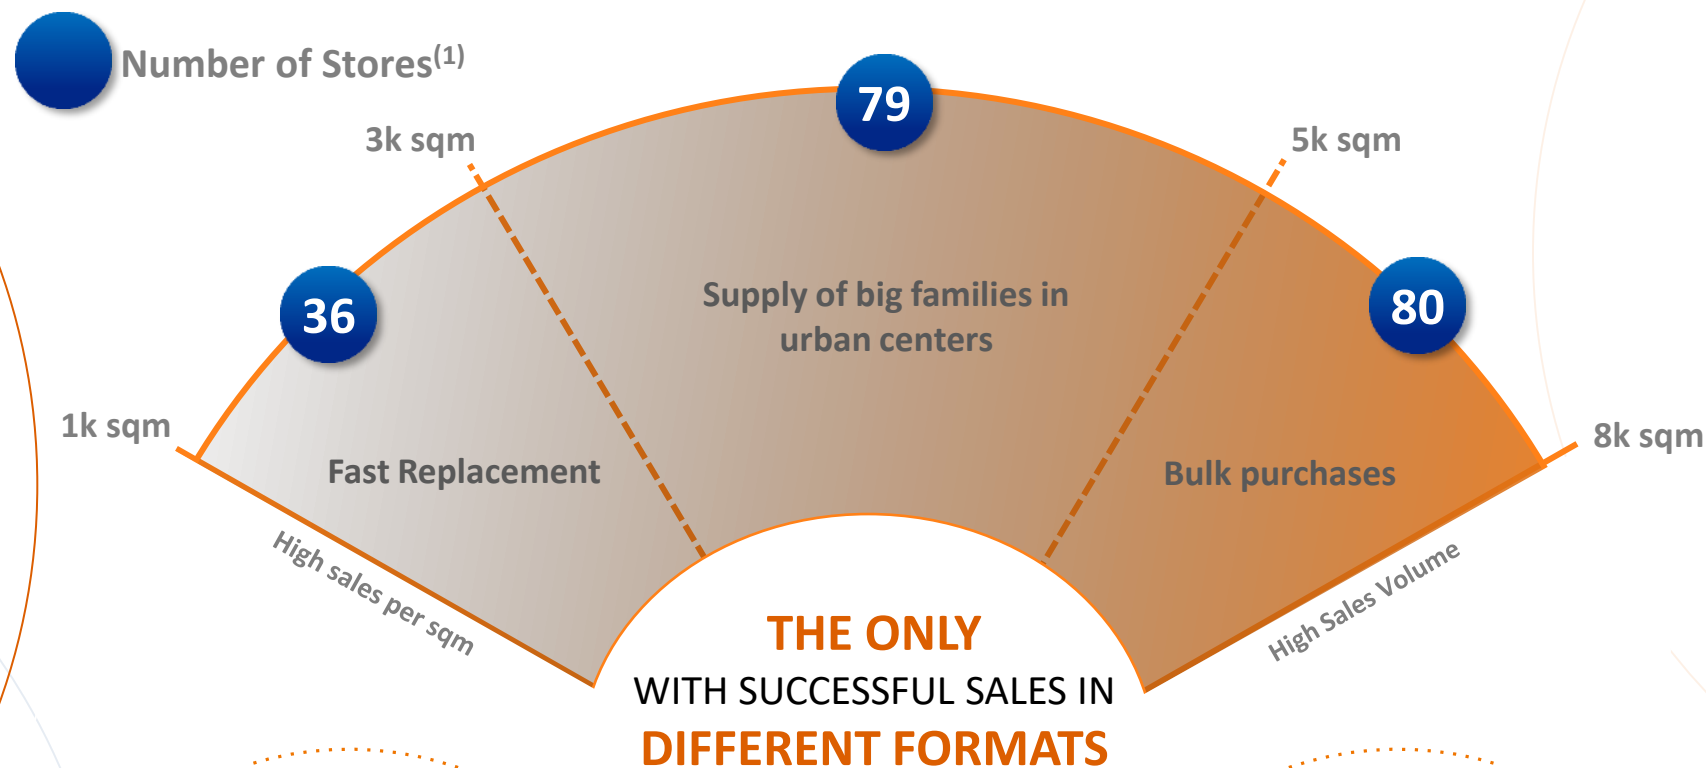 Number of Stores(1)
79
3k sqm
5k sqm
36
Supply of big families in
urban centers
80
1k sqm
8k sqm
Fast Replacement
Bulk purchases
High sales per sqm
High Sales Volume
THE ONLY
WITH SUCCESSFUL SALES IN
DIFFERENT FORMATS